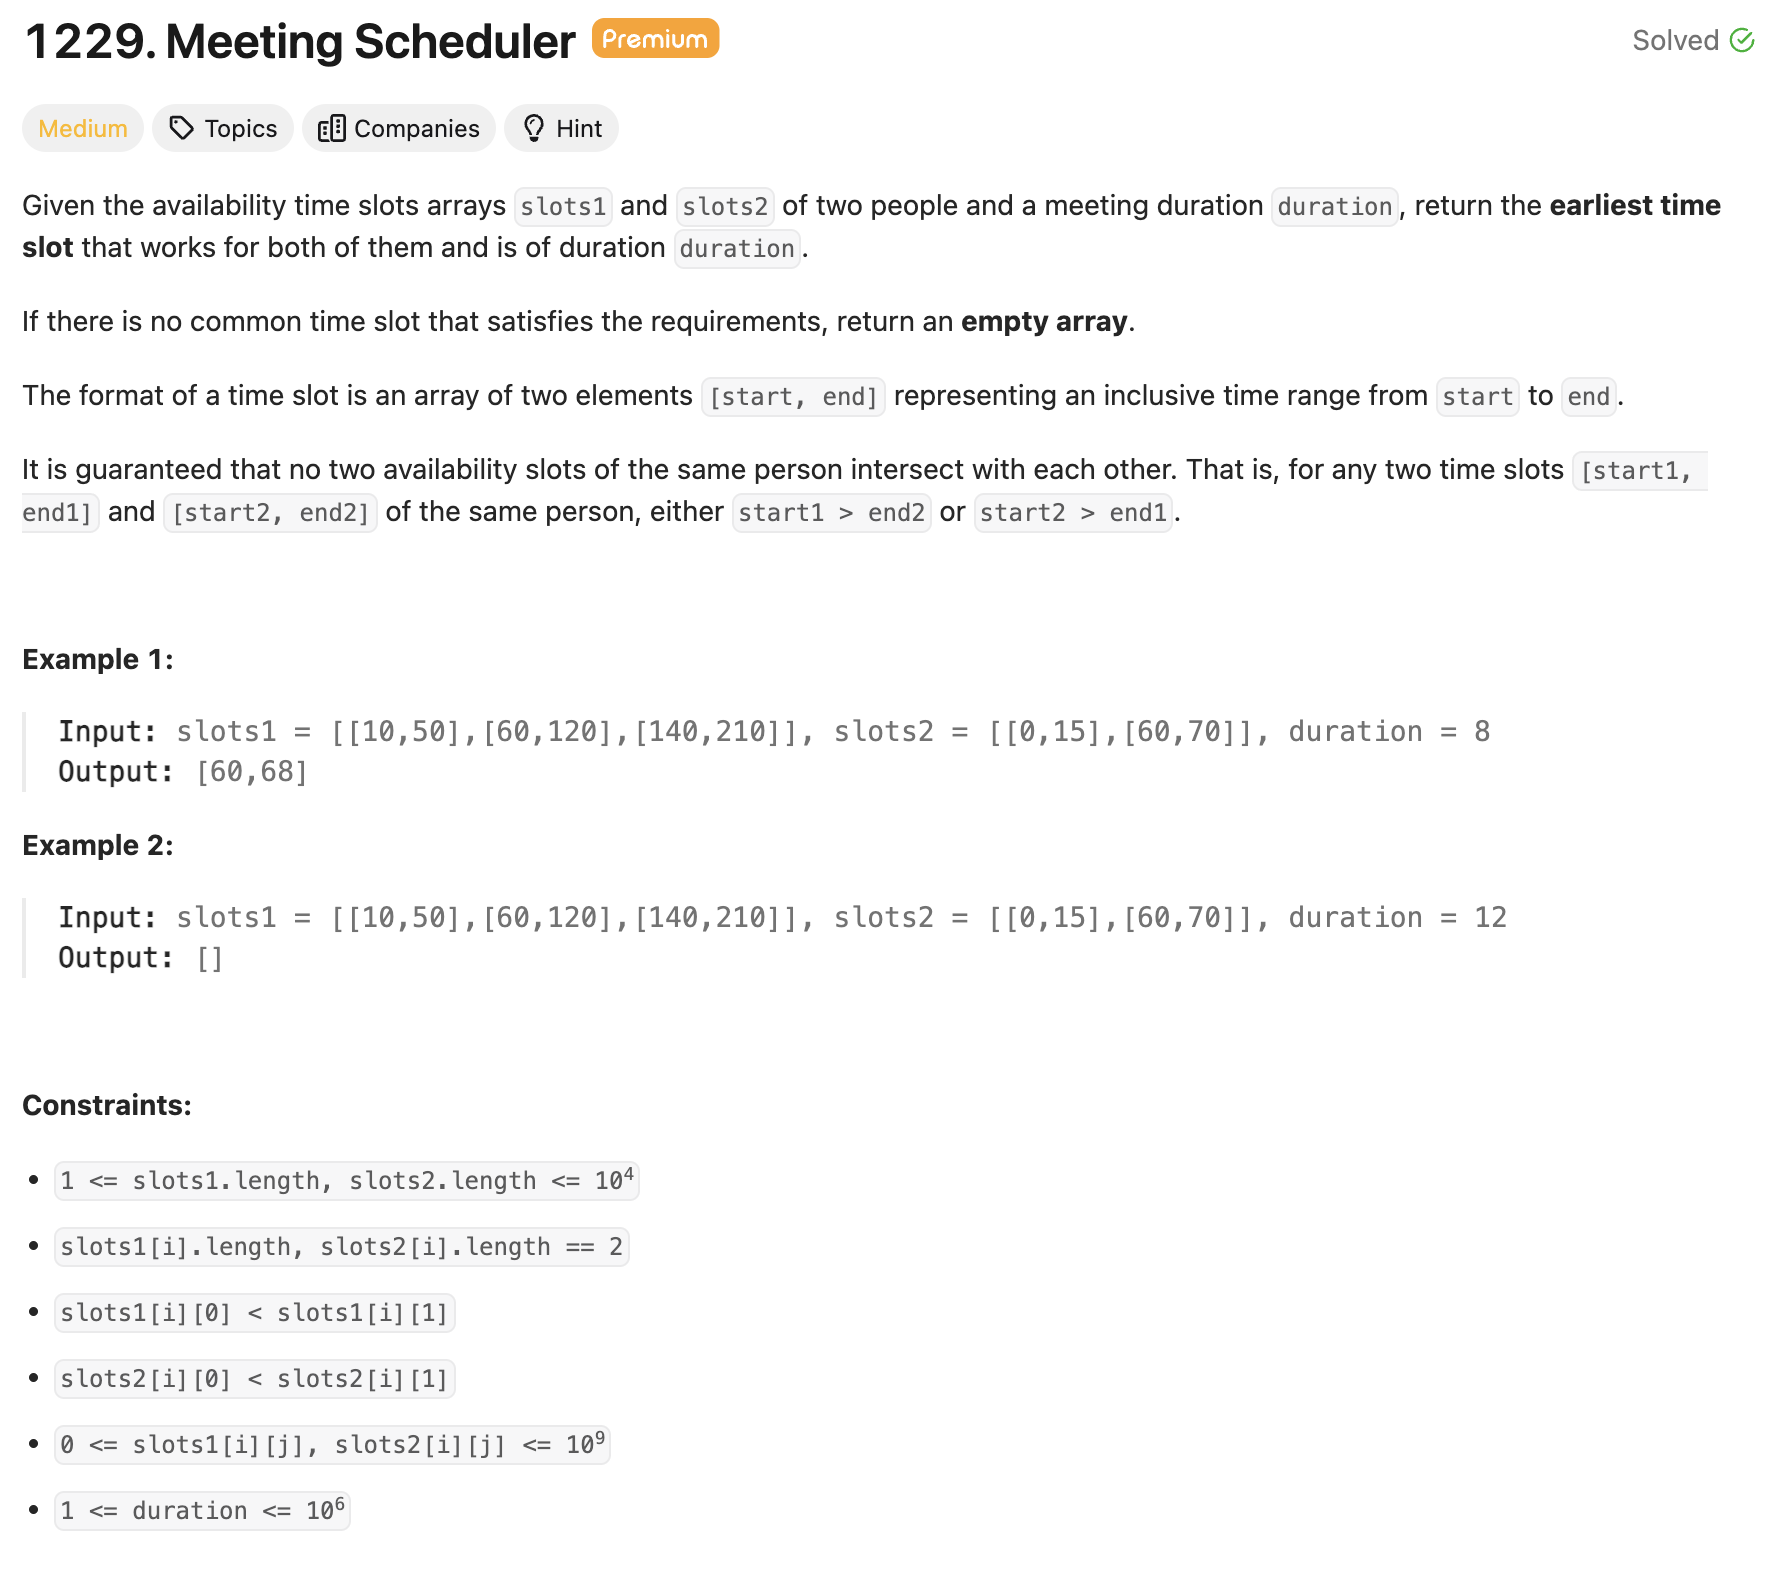 1229. Meeting Scheduler Premium Solved
Medium Topics Companies Hint
Given the availability time slots arrays slots1 and slots2 of two people and a meeting duration duration, return the earliest time
slot that works for both of them and is of duration duration.
If there is no common time slot that satisfies the requirements, return an empty array.
The format of a time slot is an array of two elements [start, end] representing an inclusive time range from start to end.
It is guaranteed that no two availability slots of the same person intersect with each other. That is, for any two time slots [start1,
end1] and [start2, end2] of the same person, either start1 > end2 or start2 > end1.
Example 1:
Input: slots1 = [[10,50],[60,120],[140,210]], slots2 = [[0,15],[60,70]], duration = 8
Output: [60,68]
Example 2:
Input: slots1 = [[10,50],[60,120],[140,210]], slots2 = [[0,15],[60,70]], duration = 12
Output: []
Constraints:
• 1 <= slots1.length, slots2.length <= 10⁴
• slots1[i].length, slots2[i].length == 2
• slots1[i][0] < slots1[i][1]
• slots2[i][0] < slots2[i][1]
• 0 <= slots1[i][j], slots2[i][j] <= 10⁹
• 1 <= duration <= 10⁶